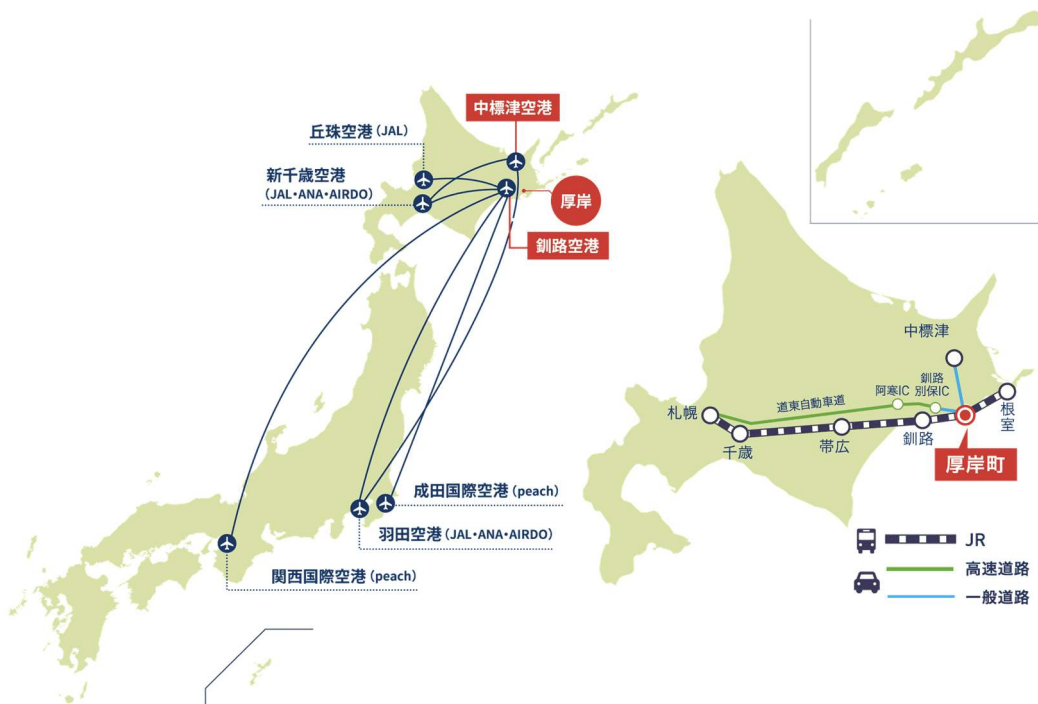 中標津空港
丘珠空港(JAL)
新千歳空港
(JAL・ANA・AIRDO)
厚岸
釧路空港
成田国際空港(peach)
羽田空港(JAL・ANA・AIRDO)
関西国際空港(peach)
中標津
釧路
別保IC
阿寒IC
道東自動車道
札幌
千歳
帯広
釧路
根室
厚岸町
JR
高速道路
一般道路